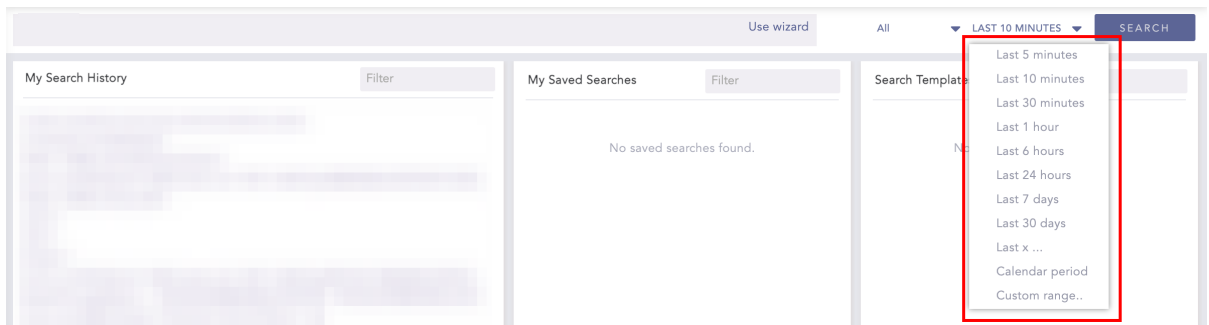 Use wizard
All
LAST 10 MINUTES
SEARCH
My Search History
Filter
My Saved Searches
Filter
No saved searches found.
Search Template
No
Last 5 minutes
Last 10 minutes
Last 30 minutes
Last 1 hour
Last 6 hours
Last 24 hours
Last 7 days
Last 30 days
Last x ...
Calendar period
Custom range..